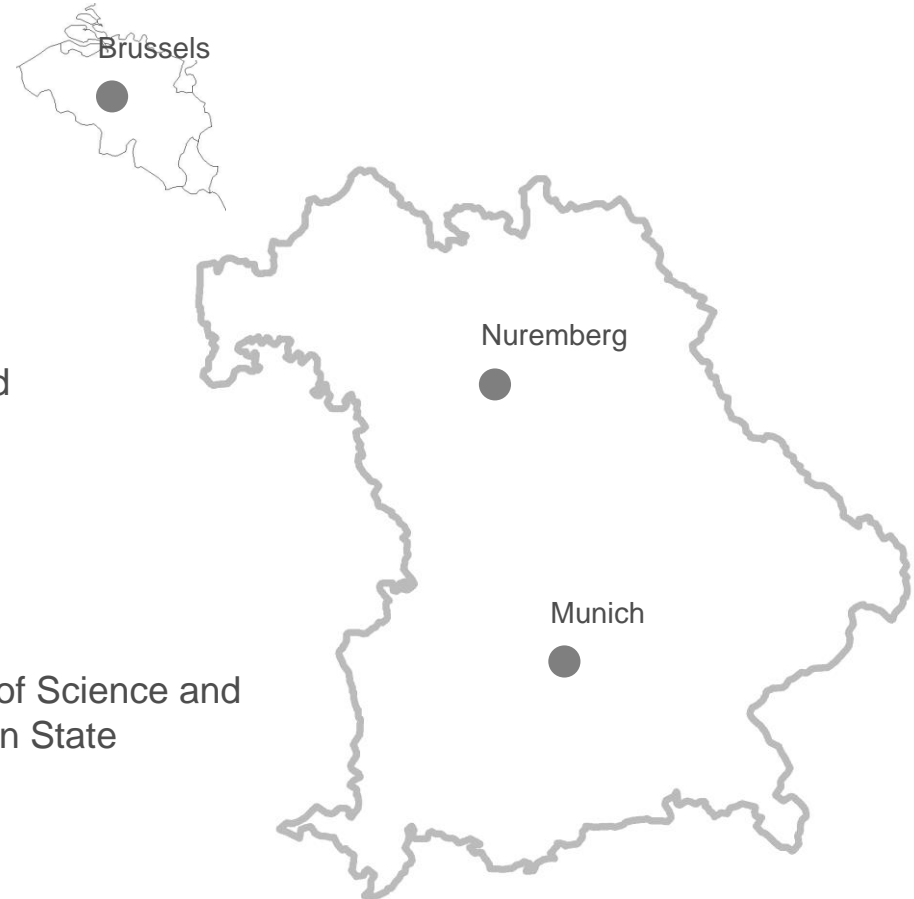 Brussels
Nuremberg
d
Munich
of Science and
n State